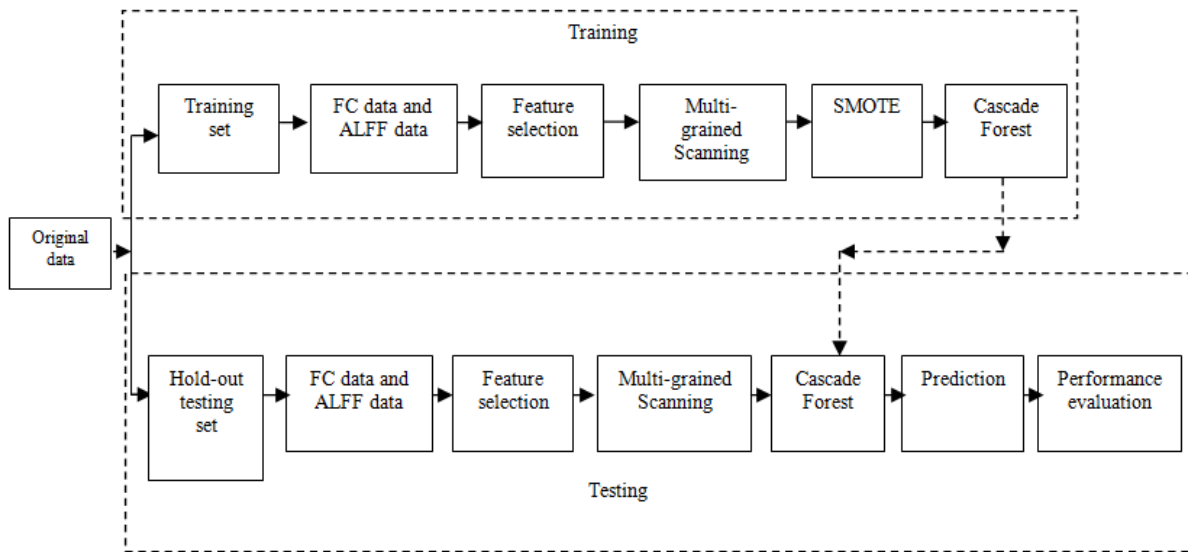 Training
Training
set
FC data and
ALFF data
Feature
selection
Multi-
grained
Scanning
SMOTE
Cascade
Forest
Original
data
Hold-out
testing
set
FC data and
ALFF data
Feature
selection
Multi-grained
Scanning
Cascade
Forest
Prediction
Performance
evaluation
Testing